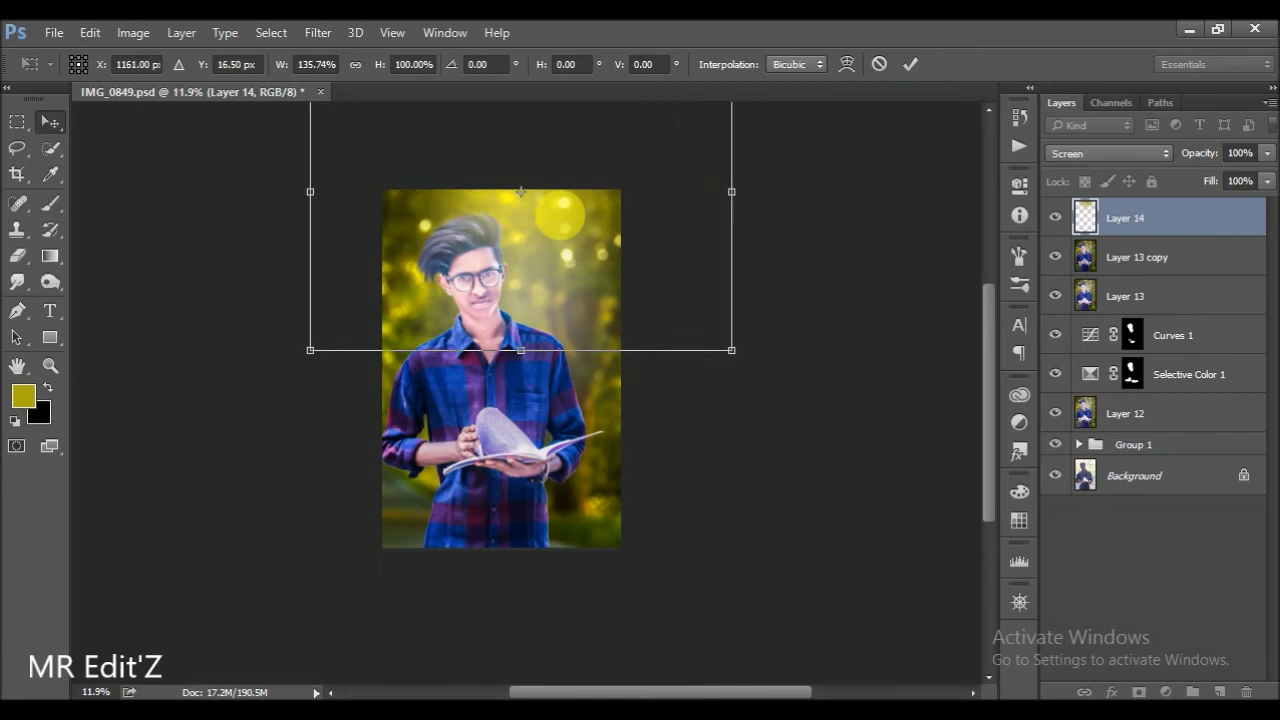 Ps File Edit Image Layer Type Select Filter 3D View Window Help
X: 1161.00 px Y: 16.50 px W: 135.74% H: 100.00% 0.00 ° H: 0.00 ° V: 0.00 ° Interpolation: Bicubic Essentials
IMG_0849.psd @ 11.9% (Layer 14, RGB/8) * ×
Layers Channels Paths
Kind
Screen Opacity: 100%
Lock: Fill: 100%
Layer 14
Layer 13 copy
Layer 13
Curves 1
Selective Color 1
Layer 12
Group 1
Background
Activate Windows
Go to Settings to activate Windows.
MR Edit'Z
11.9% Doc: 17.2M/190.5M